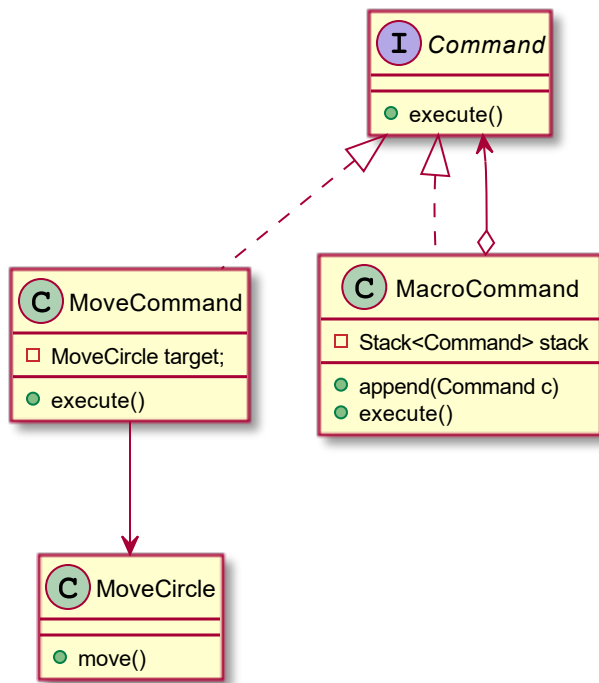 I Command
execute()
C MoveCommand
MoveCircle target;
execute()
C MacroCommand
Stack<Command> stack
append(Command c)
execute()
C MoveCircle
move()